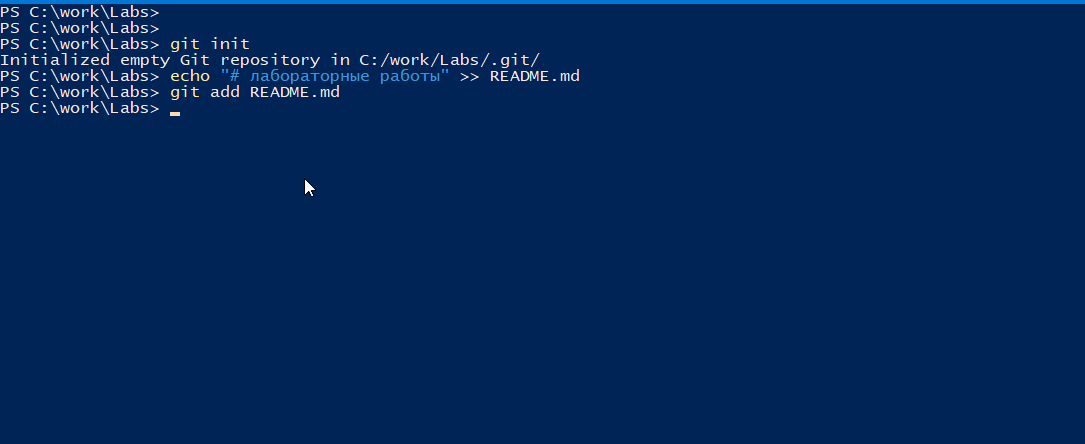 PS C:\work\Labs>
PS C:\work\Labs>
PS C:\work\Labs> git init
Initialized empty Git repository in C:/work/Labs/.git/
PS C:\work\Labs> echo "# лабораторные работы" >> README.md
PS C:\work\Labs> git add README.md
PS C:\work\Labs>